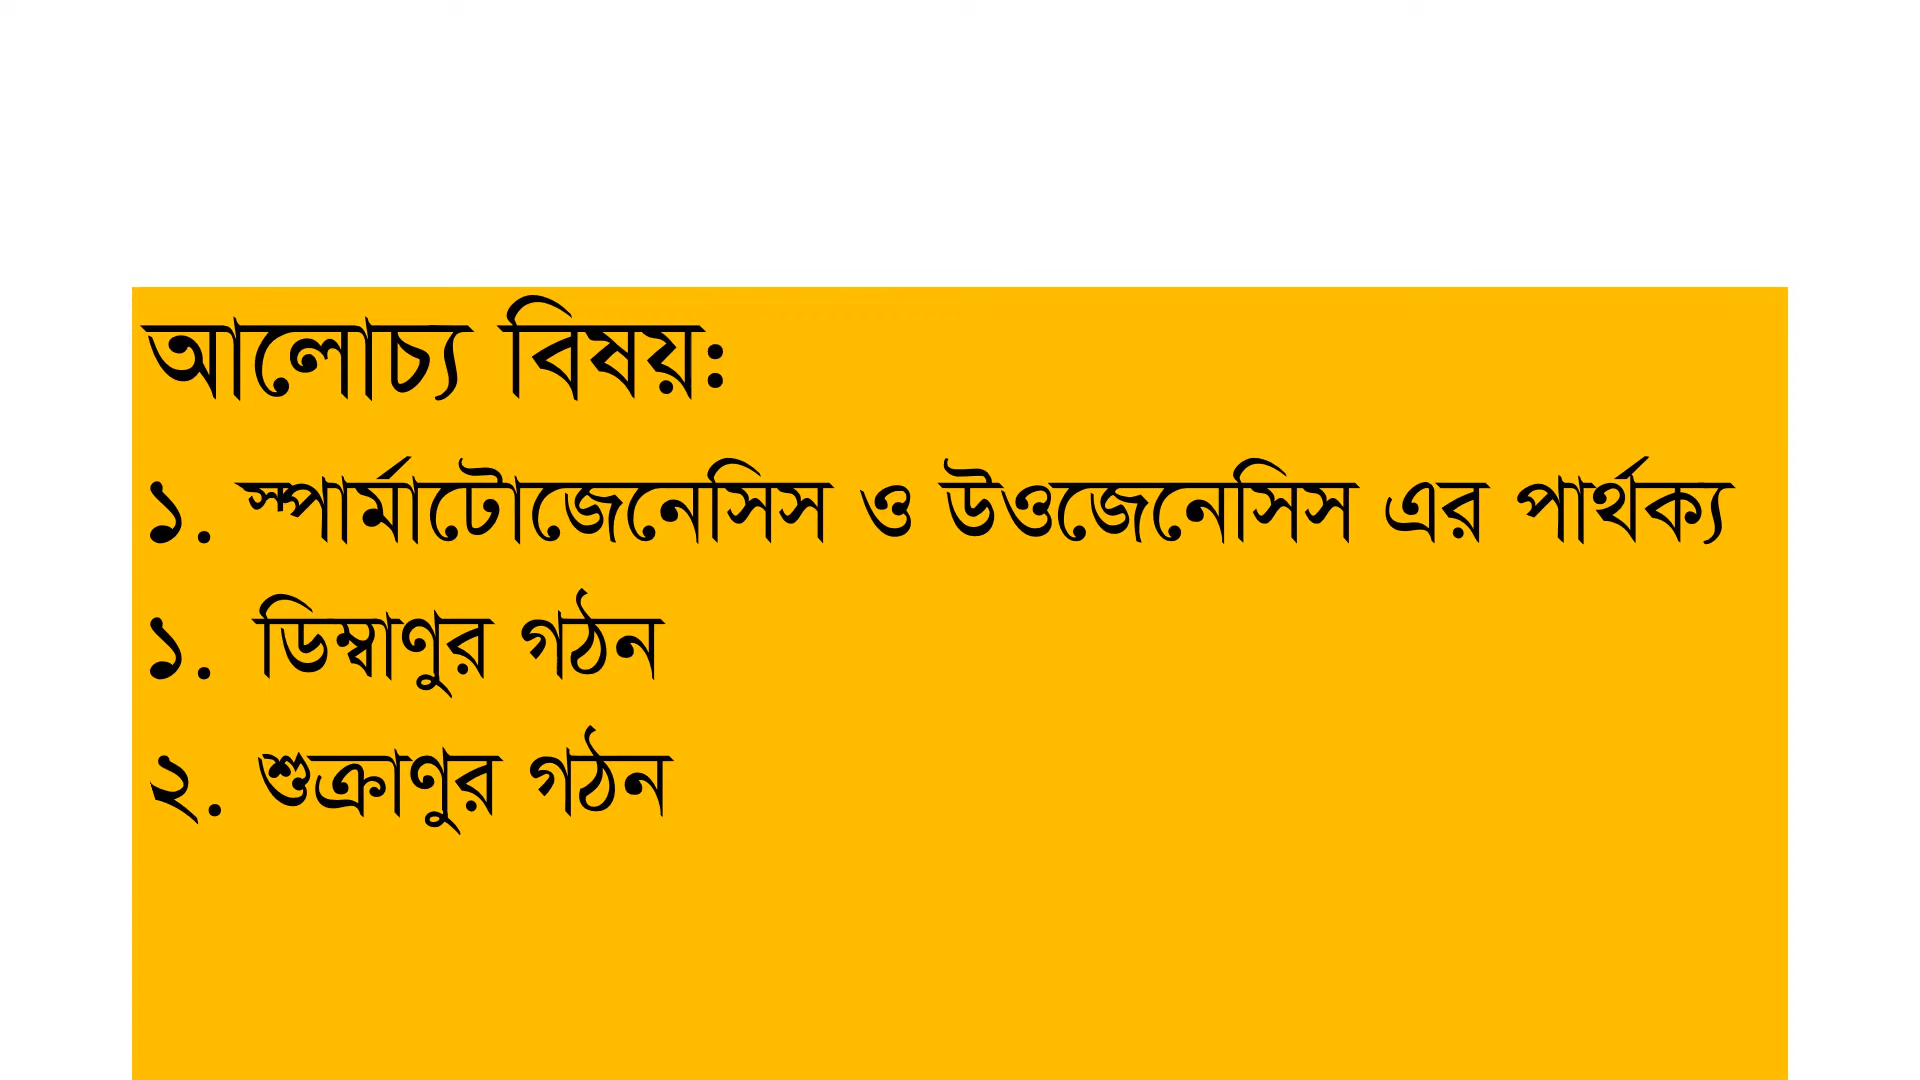 আলোচ্য বিষয়ঃ
১. স্পার্মাটোজেনেসিস ও উওজেনেসিস এর পার্থক্য
১. ডিম্বাণুর গঠন
২. শুক্রাণুর গঠন